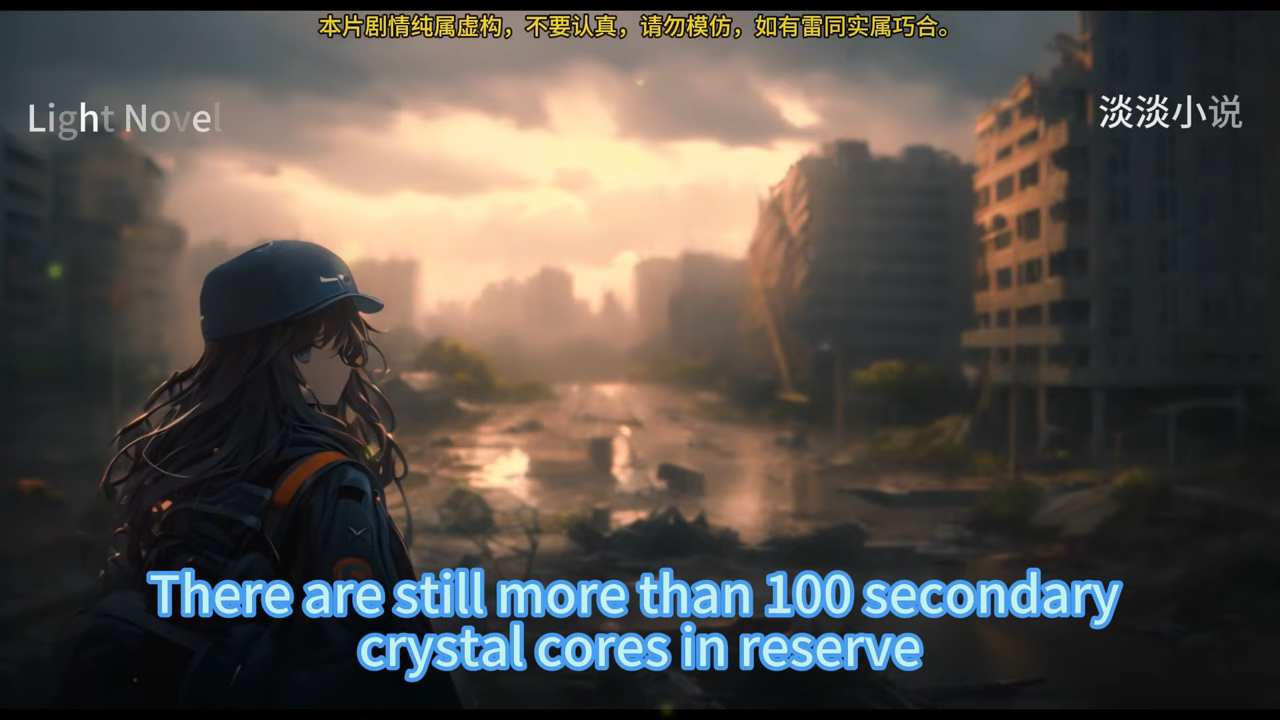 本片剧情纯属虚构，不要认真，请勿模仿，如有雷同实属巧合。
Light Novel
淡淡小说
There are still more than 100 secondary
crystal cores in reserve